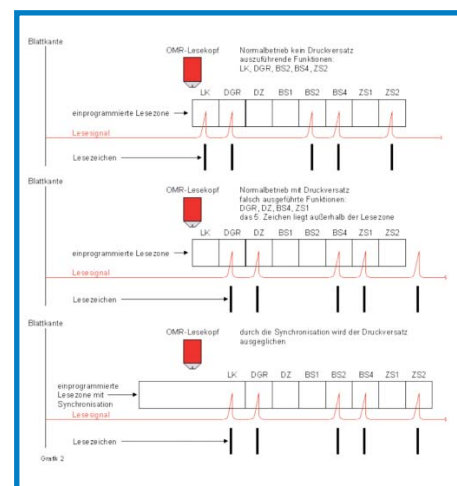 Blattkante
OMR-Lesekopf
Normalbetrieb kein Druckversatz
auszuführende Funktionen:
LK, DGR, BS2, BS4, ZS2
LK DGR DZ BS1 BS2 BS4 ZS1 ZS2
einprogrammierte Lesezone
Lesesignal
Lesezeichen
Blattkante
OMR-Lesekopf
Normalbetrieb mit Druckversatz
falsch ausgeführte Funktionen:
DGR, DZ, BS4, ZS1
das 5. Zeichen liegt außerhalb der Lesezone
LK DGR DZ BS1 BS2 BS4 ZS1 ZS2
einprogrammierte Lesezone
Lesesignal
Lesezeichen
Blattkante
OMR-Lesekopf
durch die Synchronisation wird der Druckversatz
ausgeglichen
LK DGR DZ BS1 BS2 BS4 ZS1 ZS2
einprogrammierte
Lesezone mit
Synchronisation
Lesesignal
Lesezeichen
Grafik 2